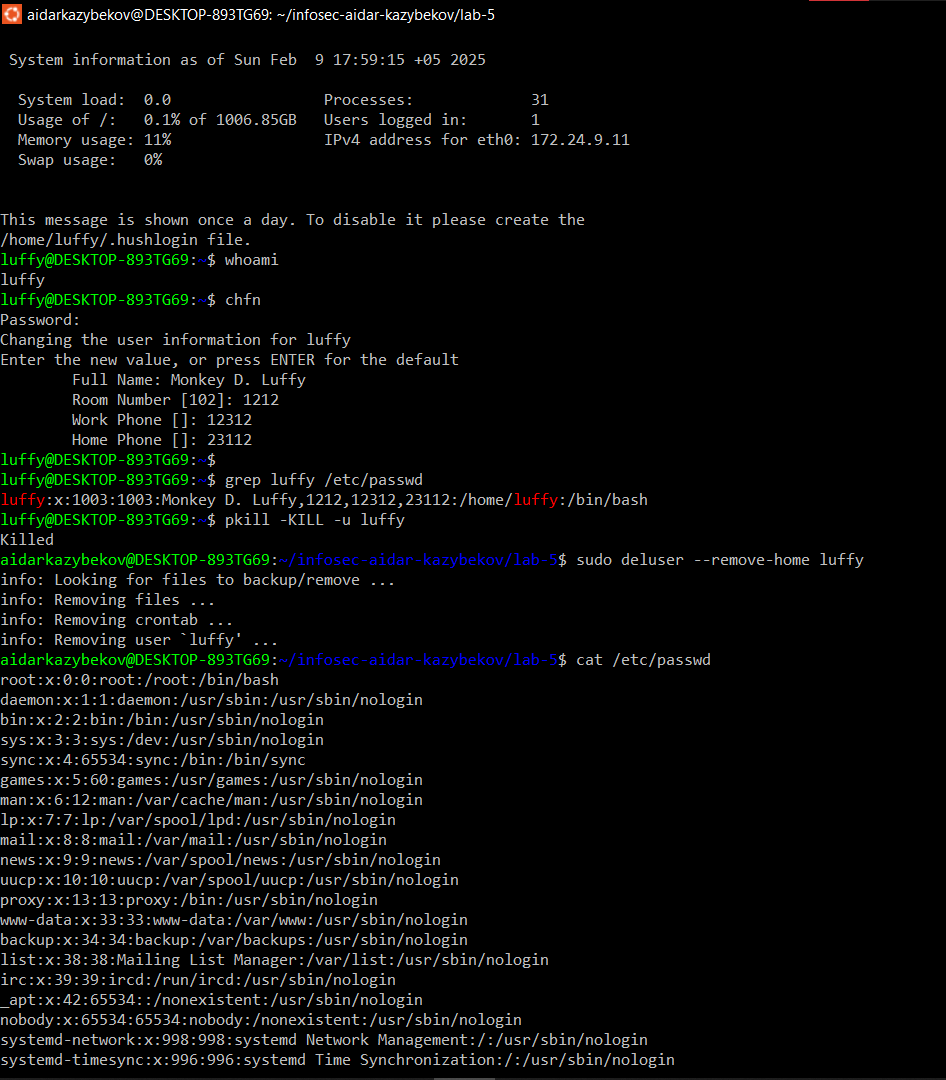 aidarkazybekov@DESKTOP-893TG69: ~/infosec-aidar-kazybekov/lab-5
System information as of Sun Feb  9 17:59:15 +05 2025
System load:  0.0                 Processes:             31
Usage of /:   0.1% of 1006.85GB   Users logged in:       1
Memory usage: 11%                 IPv4 address for eth0: 172.24.9.11
Swap usage:   0%
This message is shown once a day. To disable it please create the
/home/luffy/.hushlogin file.
luffy@DESKTOP-893TG69:~$ whoami
luffy
luffy@DESKTOP-893TG69:~$ chfn
Password:
Changing the user information for luffy
Enter the new value, or press ENTER for the default
        Full Name: Monkey D. Luffy
        Room Number [102]: 1212
        Work Phone []: 12312
        Home Phone []: 23112
luffy@DESKTOP-893TG69:~$
luffy@DESKTOP-893TG69:~$ grep luffy /etc/passwd
luffy:x:1003:1003:Monkey D. Luffy,1212,12312,23112:/home/luffy:/bin/bash
luffy@DESKTOP-893TG69:~$ pkill -KILL -u luffy
Killed
aidarkazybekov@DESKTOP-893TG69:~/infosec-aidar-kazybekov/lab-5$ sudo deluser --remove-home luffy
info: Looking for files to backup/remove ...
info: Removing files ...
info: Removing crontab ...
info: Removing user `luffy' ...
aidarkazybekov@DESKTOP-893TG69:~/infosec-aidar-kazybekov/lab-5$ cat /etc/passwd
root:x:0:0:root:/root:/bin/bash
daemon:x:1:1:daemon:/usr/sbin:/usr/sbin/nologin
bin:x:2:2:bin:/bin:/usr/sbin/nologin
sys:x:3:3:sys:/dev:/usr/sbin/nologin
sync:x:4:65534:sync:/bin:/bin/sync
games:x:5:60:games:/usr/games:/usr/sbin/nologin
man:x:6:12:man:/var/cache/man:/usr/sbin/nologin
lp:x:7:7:lp:/var/spool/lpd:/usr/sbin/nologin
mail:x:8:8:mail:/var/mail:/usr/sbin/nologin
news:x:9:9:news:/var/spool/news:/usr/sbin/nologin
uucp:x:10:10:uucp:/var/spool/uucp:/usr/sbin/nologin
proxy:x:13:13:proxy:/bin:/usr/sbin/nologin
www-data:x:33:33:www-data:/var/www:/usr/sbin/nologin
backup:x:34:34:backup:/var/backups:/usr/sbin/nologin
list:x:38:38:Mailing List Manager:/var/list:/usr/sbin/nologin
irc:x:39:39:ircd:/run/ircd:/usr/sbin/nologin
_apt:x:42:65534::/nonexistent:/usr/sbin/nologin
nobody:x:65534:65534:nobody:/nonexistent:/usr/sbin/nologin
systemd-network:x:998:998:systemd Network Management:/:/usr/sbin/nologin
systemd-timesync:x:996:996:systemd Time Synchronization:/:/usr/sbin/nologin